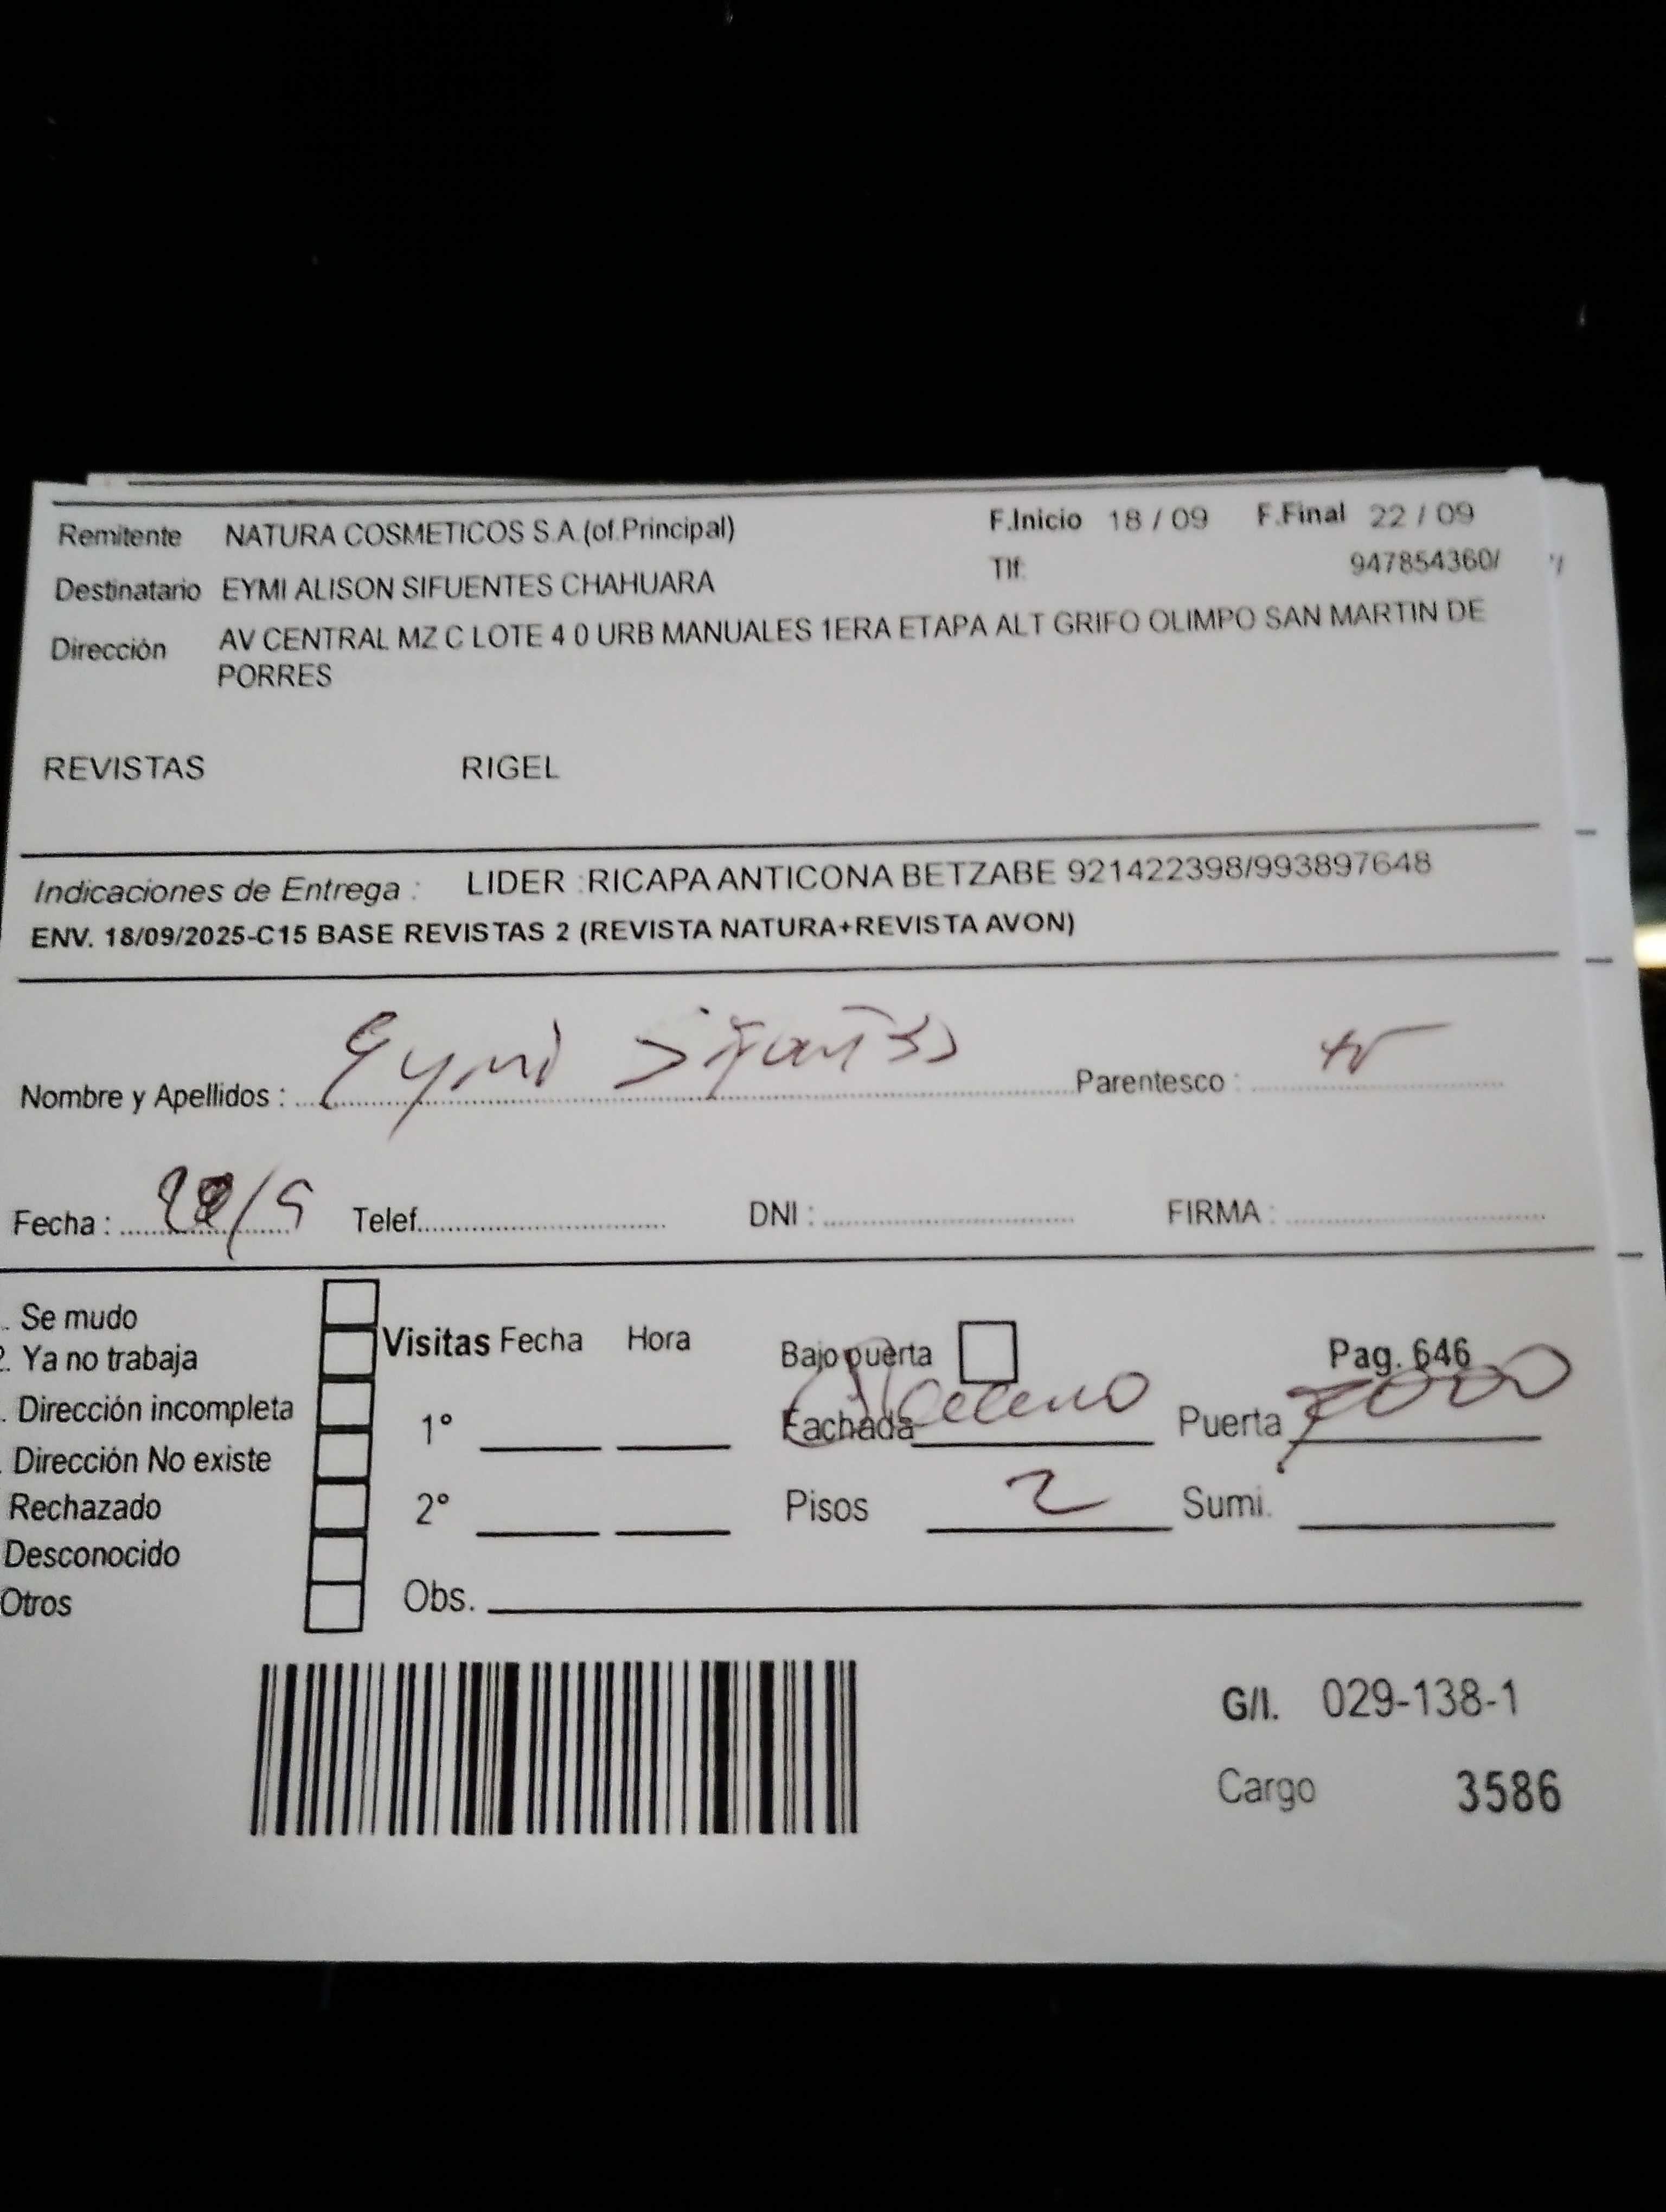 Remitente NATURA COSMETICOS S.A.(of.Principal) F.Inicio 18 / 09 F.Final 22 / 09
Destinatario EYMI ALISON SIFUENTES CHAHUARA Tlf: 947854360/
Dirección AV CENTRAL MZ C LOTE 4 0 URB MANUALES 1ERA ETAPA ALT GRIFO OLIMPO SAN MARTIN DE
PORRES
REVISTAS RIGEL
Indicaciones de Entrega : LIDER :RICAPA ANTICONA BETZABE 921422398/993897648
ENV. 18/09/2025-C15 BASE REVISTAS 2 (REVISTA NATURA+REVISTA AVON)
Nombre y Apellidos : Eymi Parentesco :
Fecha : Telef. DNI : FIRMA :
. Se mudo
2. Ya no trabaja Visitas Fecha Hora Bajo puerta Pag. 646
. Dirección incompleta 1° Fachada Puerta
. Dirección No existe
Rechazado 2° Pisos 2 Sumi.
Desconocido
Otros Obs.
G/I. 029-138-1
Cargo 3586